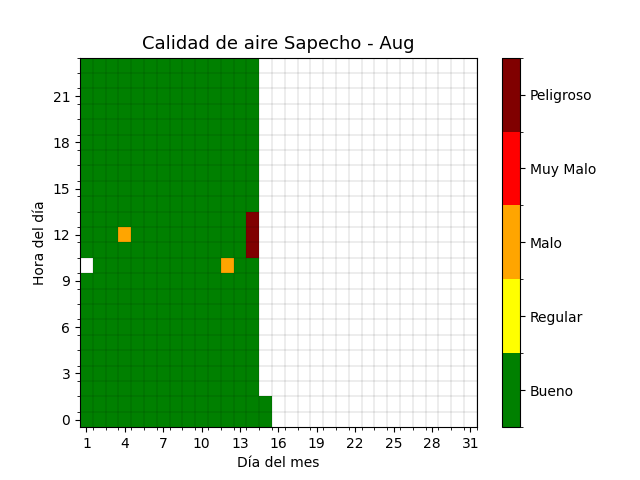 Calidad de aire Sapecho - Aug
21
18
15
12
9
6
3
0
Hora del día
1 4 7 10 13 16 19 22 25 28 31
Día del mes
Peligroso
Muy Malo
Malo
Regular
Bueno